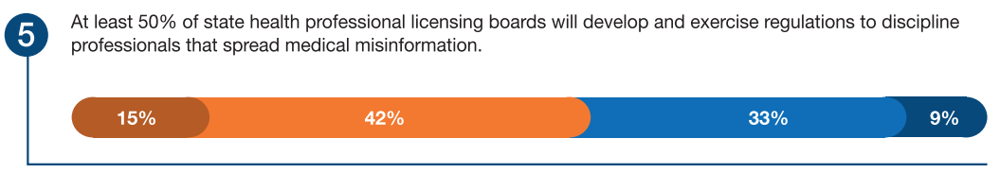 5
At least 50% of state health professional licensing boards will develop and exercise regulations to discipline
professionals that spread medical misinformation.
15% 42% 33% 9%